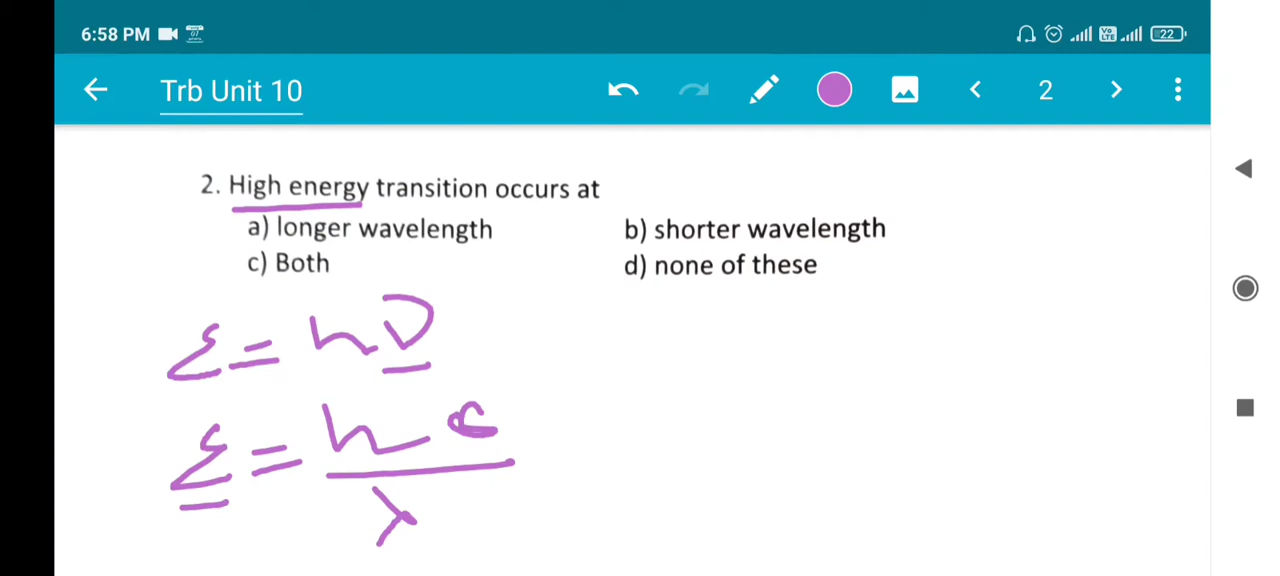 6:58 PM
22
Trb Unit 10
2
2. High energy transition occurs at
a) longer wavelength
b) shorter wavelength
c) Both
d) none of these
ε = hν
ε = hc
λ